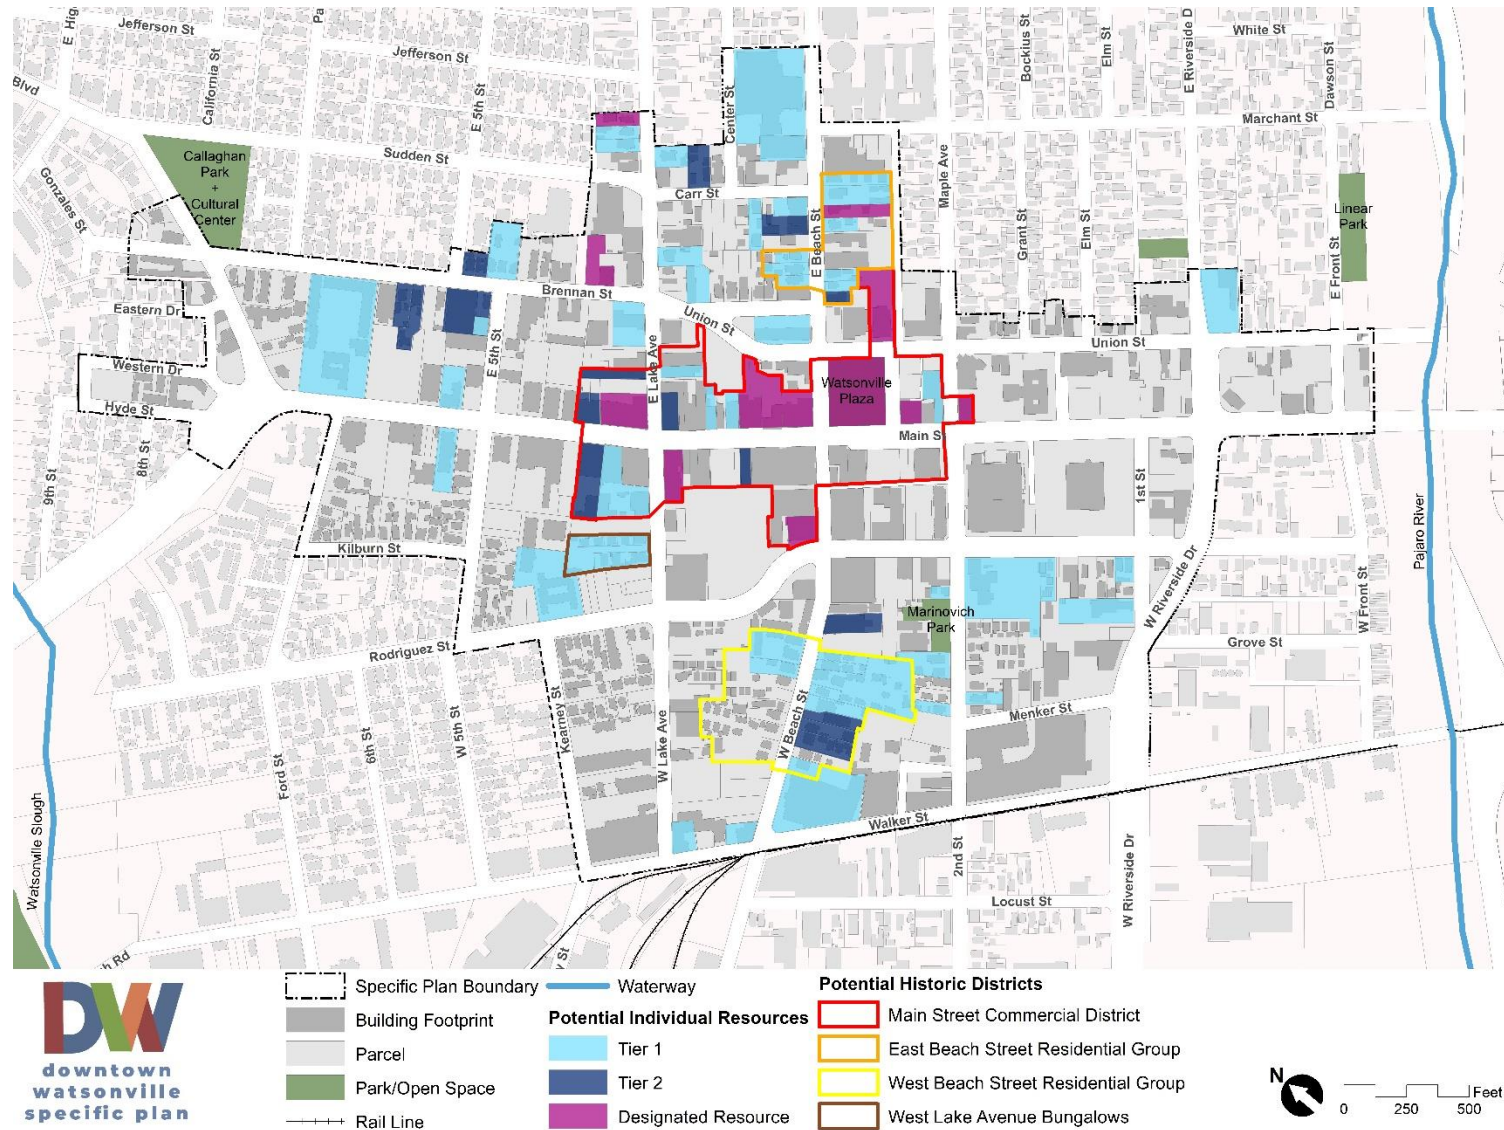 Jefferson St
E Hig
Pa
Jefferson St
Blvd
California St
E 5th St
Center St
Bockius St
Elm St
E Riverside D
White St
Dawson St
Marchant St
Callaghan
Park
+
Cultural
Center
Sudden St
Gonzales St
Carr St
Maple Ave
E Beach St
Grant St
Elm St
Linear
Park
E Front St
Brennan St
Eastern Dr
Union St
Union St
Western Dr
E 5th St
E Lake Ave
Watsonville
Plaza
Hyde St
Main St
8th St
9th St
1st St
Pajaro River
Kilburn St
W Riverside Dr
W Front St
Marinovich
Park
Rodriguez St
Grove St
Kearney St
W 5th St
W Beach St
Menker St
6th St
W Lake Ave
Ford St
Watsonville Slough
Walker St
2nd St
W Riverside Dr
Locust St
h Rd
y St
DW
downtown
watsonville
specific plan
Specific Plan Boundary
Building Footprint
Parcel
Park/Open Space
Rail Line
Waterway
Potential Individual Resources
Tier 1
Tier 2
Designated Resource
Potential Historic Districts
Main Street Commercial District
East Beach Street Residential Group
West Beach Street Residential Group
West Lake Avenue Bungalows
N
Feet
0 250 500